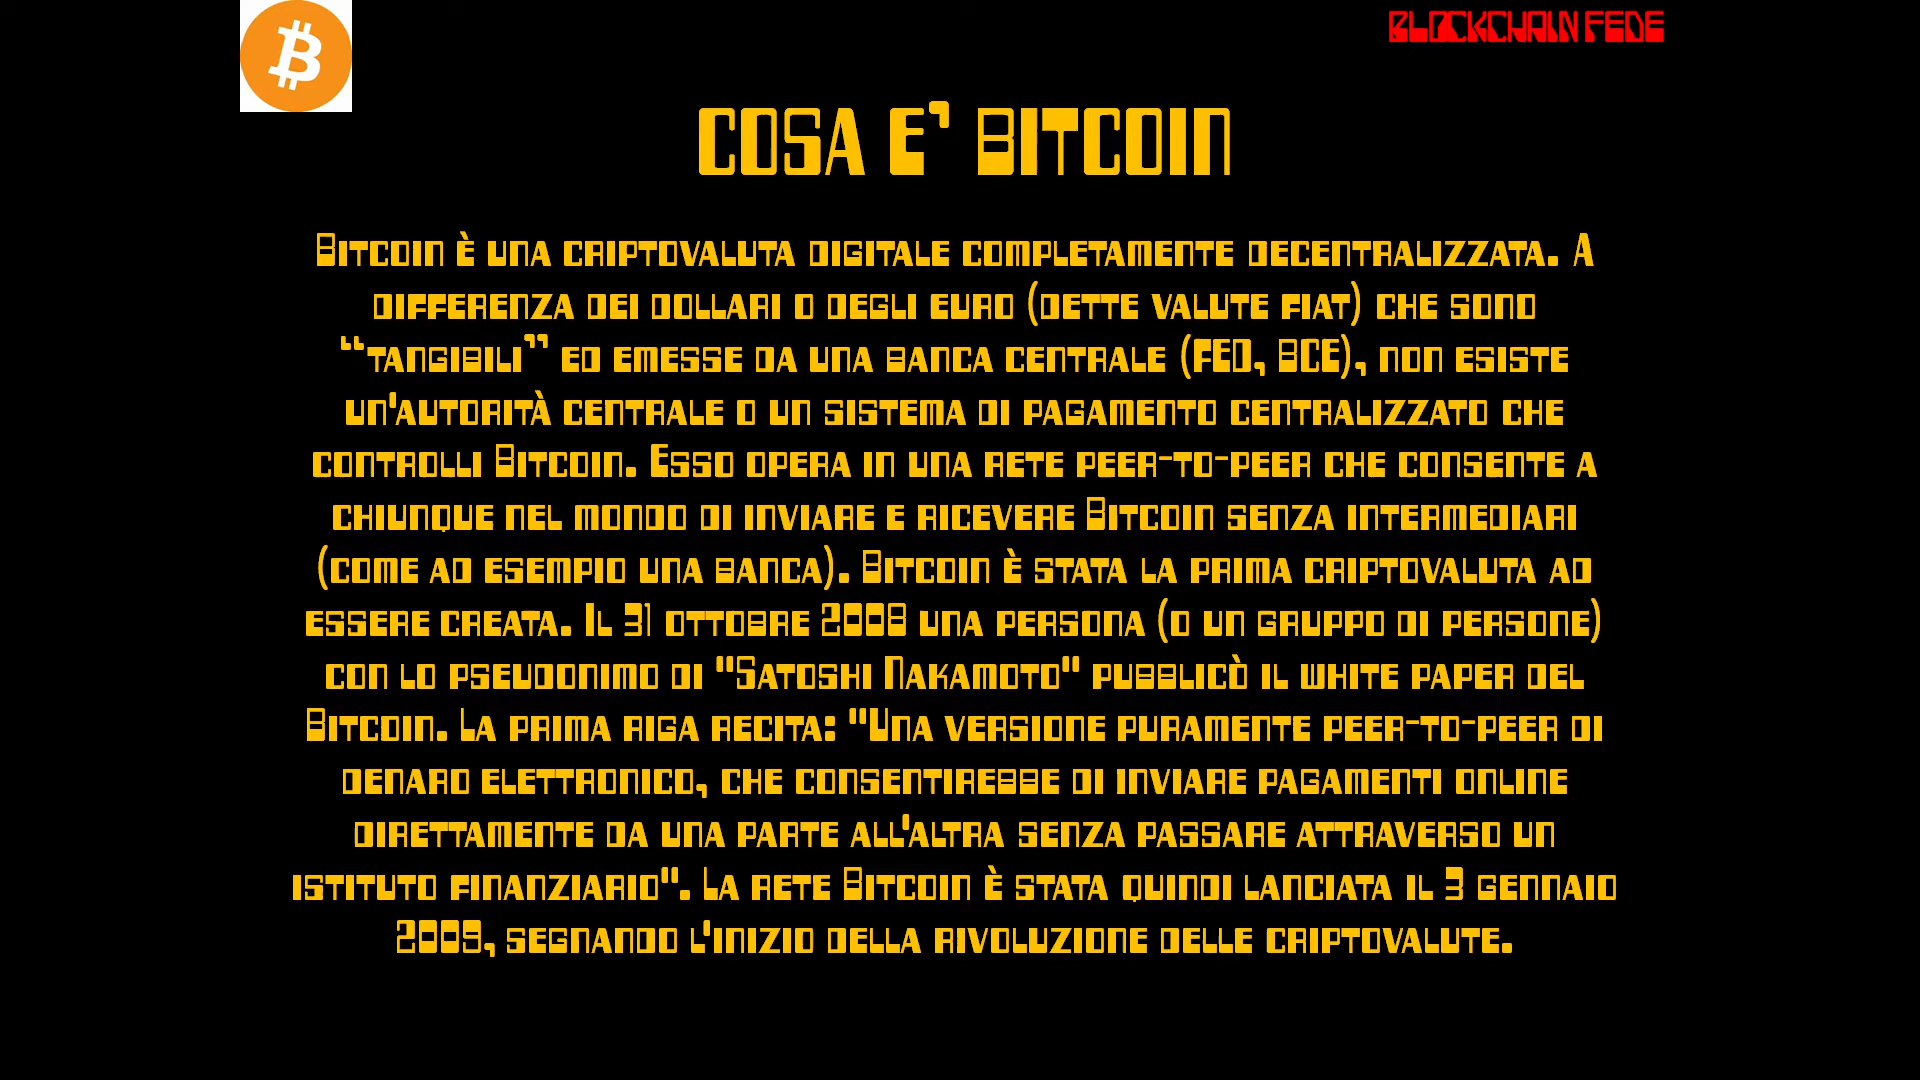 BLOCKCHAIN FEDE
COSA E’ BITCOIN
Bitcoin è una criptovaluta digitale completamente decentralizzata. A
differenza dei dollari o degli euro (dette valute fiat) che sono
“tangibili” ed emesse da una banca centrale (FED, BCE), non esiste
un'autorità centrale o un sistema di pagamento centralizzato che
controlli Bitcoin. Esso opera in una rete peer-to-peer che consente a
chiunque nel mondo di inviare e ricevere Bitcoin senza intermediari
(come ad esempio una banca). Bitcoin è stata la prima criptovaluta ad
essere creata. Il 31 ottobre 2008 una persona (o un gruppo di persone)
con lo pseudonimo di "Satoshi Nakamoto" pubblicò il white paper del
Bitcoin. La prima riga recita: "Una versione puramente peer-to-peer di
denaro elettronico, che consentirebbe di inviare pagamenti online
direttamente da una parte all'altra senza passare attraverso un
istituto finanziario". La rete Bitcoin è stata quindi lanciata il 3 gennaio
2009, segnando l'inizio della rivoluzione delle criptovalute.